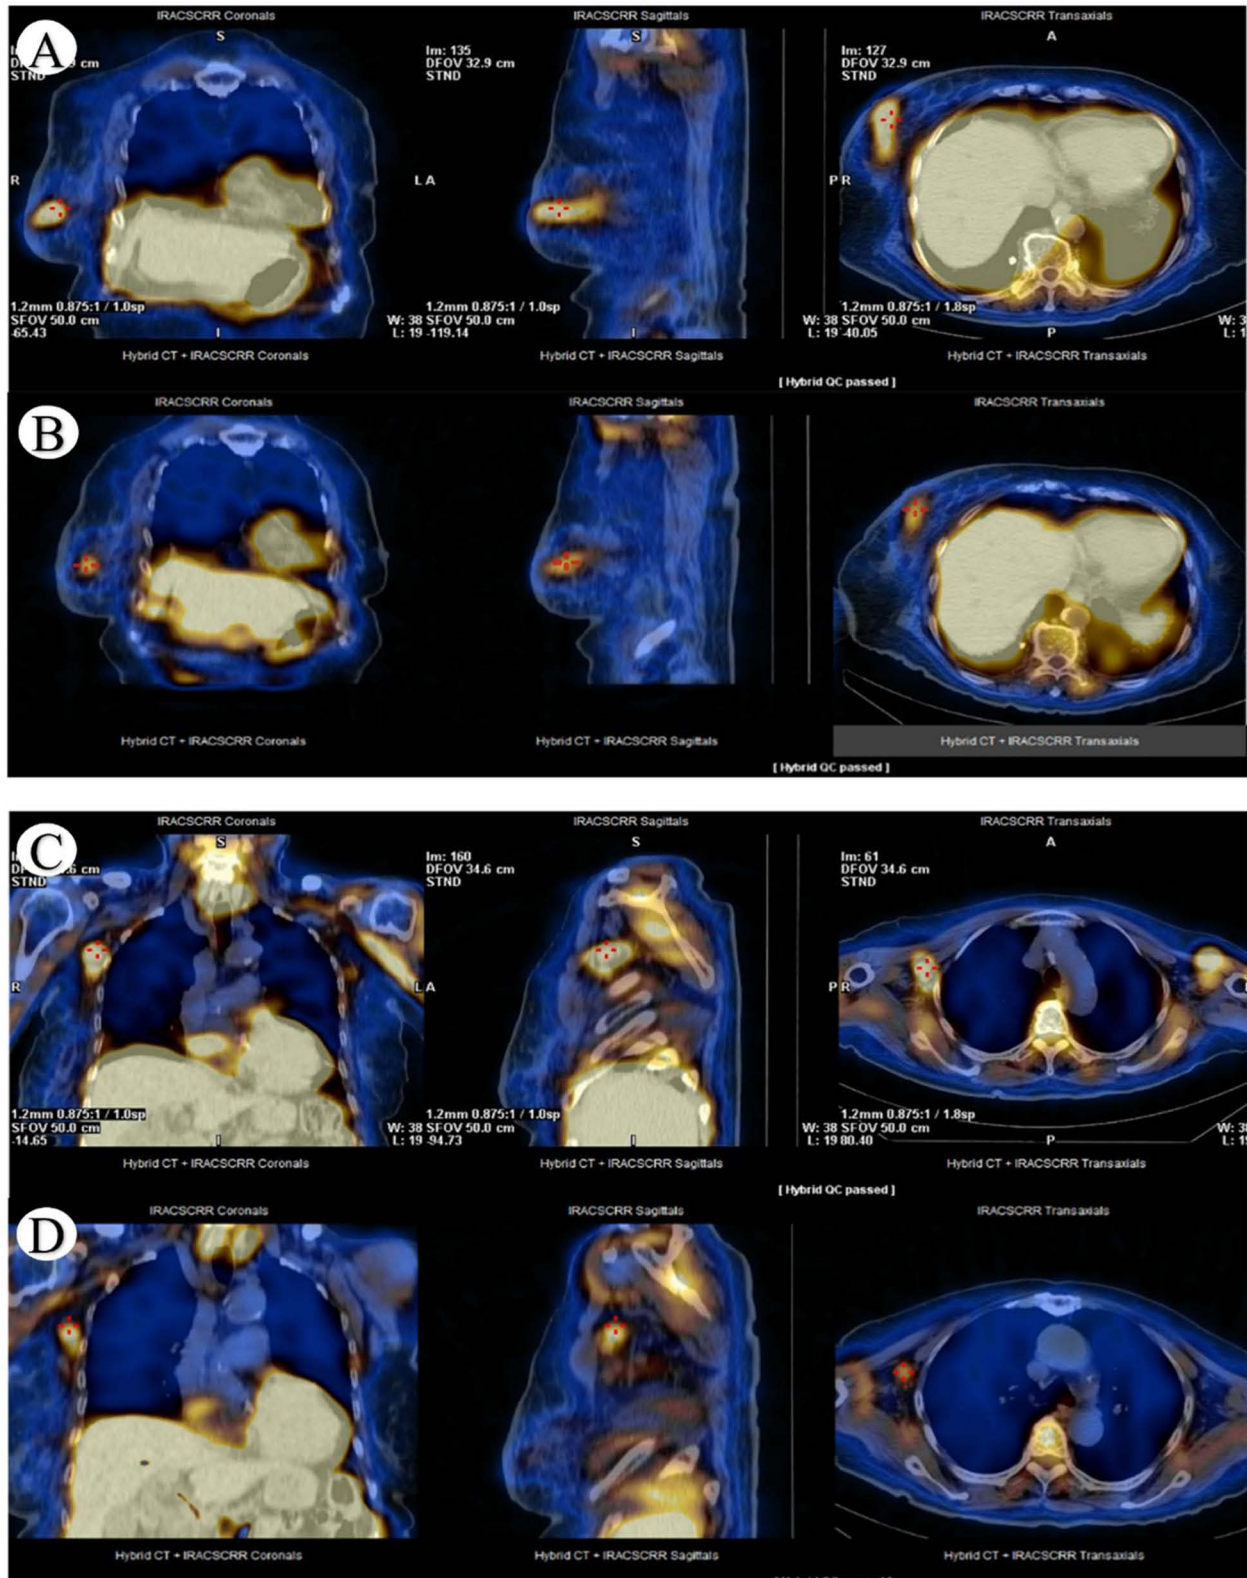 A
IRACSCRR Coronals
IRACSCRR Sagittals
IRACSCRR Transaxials
S
S
A
cm
STND
Im: 135
DFOV 32.9 cm
STND
Im: 127
DFOV 32.9 cm
STND
R
L A
P R
1.2mm 0.875:1 / 1.0sp
SFOV 50.0 cm
-65.43
I
W: 38
L: 19
1.2mm 0.875:1 / 1.0sp
SFOV 50.0 cm
-119.14
I
W: 38
L: 19
1.2mm 0.875:1 / 1.8sp
SFOV 50.0 cm
-40.05
P
Hybrid CT + IRACSCRR Coronals
Hybrid CT + IRACSCRR Sagittals
Hybrid CT + IRACSCRR Transaxials
[ Hybrid QC passed ]
B
IRACSCRR Coronals
IRACSCRR Sagittals
IRACSCRR Transaxials
Hybrid CT + IRACSCRR Coronals
Hybrid CT + IRACSCRR Sagittals
Hybrid CT + IRACSCRR Transaxials
[ Hybrid QC passed ]
C
IRACSCRR Coronals
IRACSCRR Sagittals
IRACSCRR Transaxials
S
S
A
cm
STND
Im: 160
DFOV 34.6 cm
STND
Im: 61
DFOV 34.6 cm
STND
R
L A
P R
1.2mm 0.875:1 / 1.0sp
SFOV 50.0 cm
-14.65
I
W: 38
L: 19
1.2mm 0.875:1 / 1.0sp
SFOV 50.0 cm
-94.73
I
W: 38
L: 19
1.2mm 0.875:1 / 1.8sp
SFOV 50.0 cm
80.40
P
Hybrid CT + IRACSCRR Coronals
Hybrid CT + IRACSCRR Sagittals
Hybrid CT + IRACSCRR Transaxials
[ Hybrid QC passed ]
D
IRACSCRR Coronals
IRACSCRR Sagittals
IRACSCRR Transaxials
Hybrid CT + IRACSCRR Coronals
Hybrid CT + IRACSCRR Sagittals
Hybrid CT + IRACSCRR Transaxials